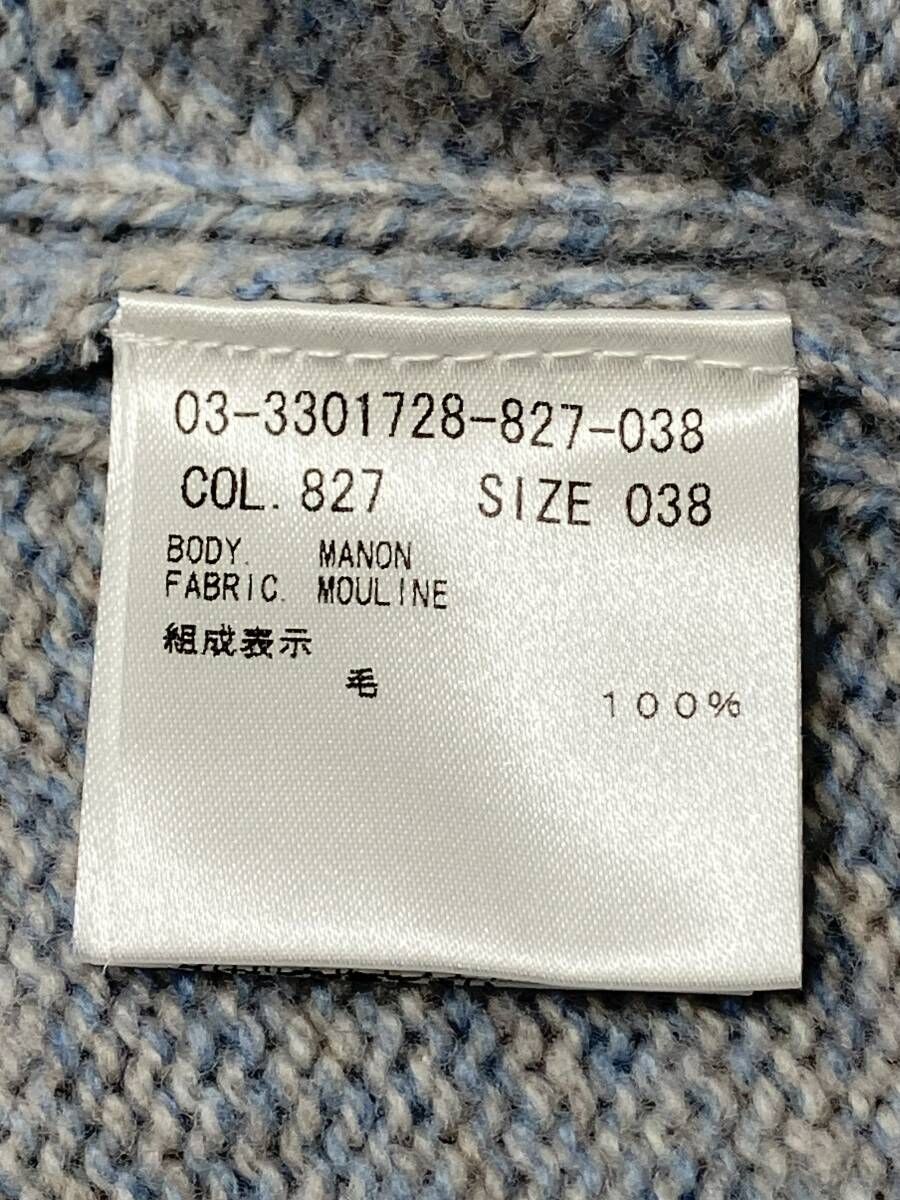 03-3301728-827-038
COL. 827 SIZE 038
BODY. MANON
FABRIC. MOULINE
組成表示
毛 100%